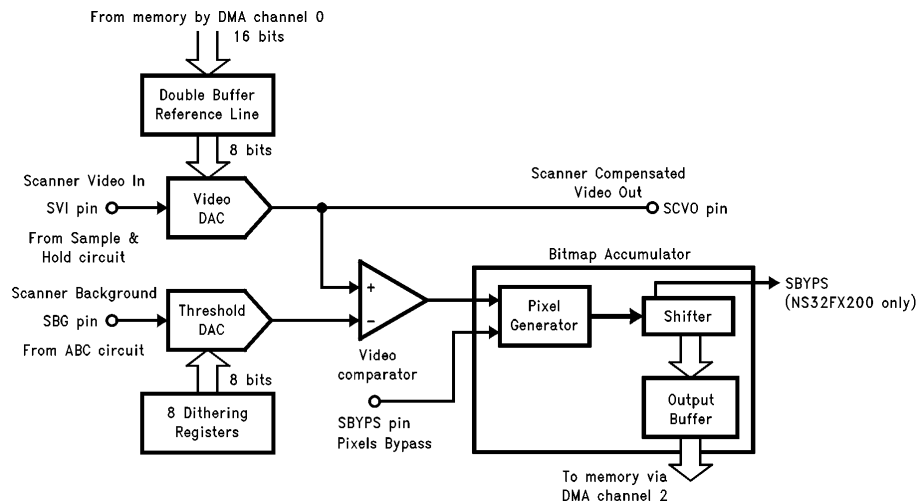 From memory by DMA channel 0
16 bits
Double Buffer
Reference Line
8 bits
Scanner Video In
SVI pin
From Sample &
Hold circuit
Video
DAC
Scanner Compensated
Video Out
SCVO pin
Bitmap Accumulator
Scanner Background
SBG pin
From ABC circuit
Threshold
DAC
8 bits
8 Dithering
Registers
+
−
Video
comparator
SBYPS pin
Pixels Bypass
Pixel
Generator
Shifter
SBYPS
(NS32FX200 only)
Output
Buffer
To memory via
DMA channel 2